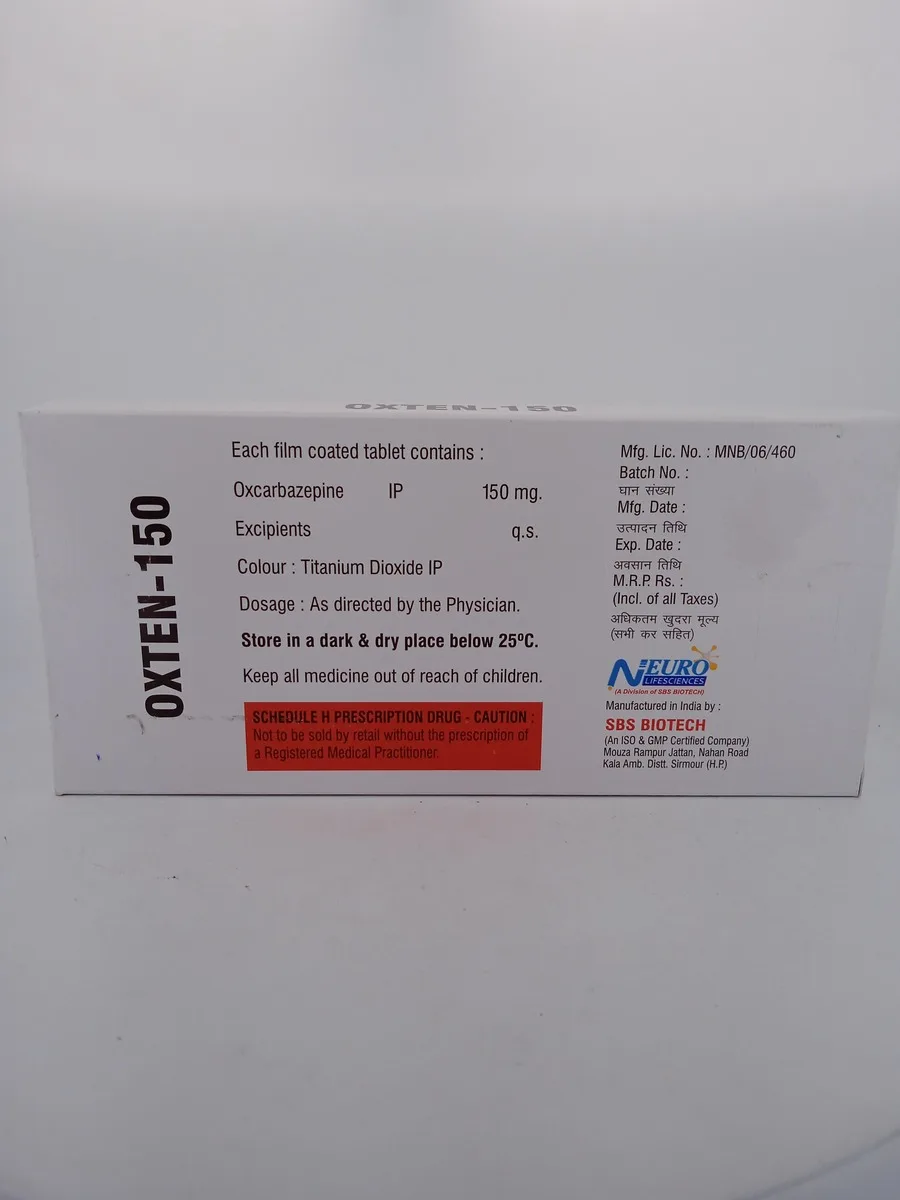 OXTEN-150
OXTEN-150
Each film coated tablet contains :
Oxcarbazepine IP 150 mg.
Excipients q.s.
Colour : Titanium Dioxide IP
Dosage : As directed by the Physician.
Store in a dark & dry place below 25ºC.
Keep all medicine out of reach of children.
SCHEDULE H PRESCRIPTION DRUG - CAUTION :
Not to be sold by retail without the prescription of
a Registered Medical Practitioner.
Mfg. Lic. No. : MNB/06/460
Batch No. :
घान संख्या
Mfg. Date :
उत्पादन तिथि
Exp. Date :
अवसान तिथि
M.R.P. Rs. :
(Incl. of all Taxes)
अधिकतम खुदरा मूल्य
(सभी कर सहित)
NEURO
LIFESCIENCES
(A Division of SBS BIOTECH)
Manufactured in India by :
SBS BIOTECH
(An ISO & GMP Certified Company)
Mouza Rampur Jattan, Nahan Road
Kala Amb. Distt. Sirmour (H.P.)